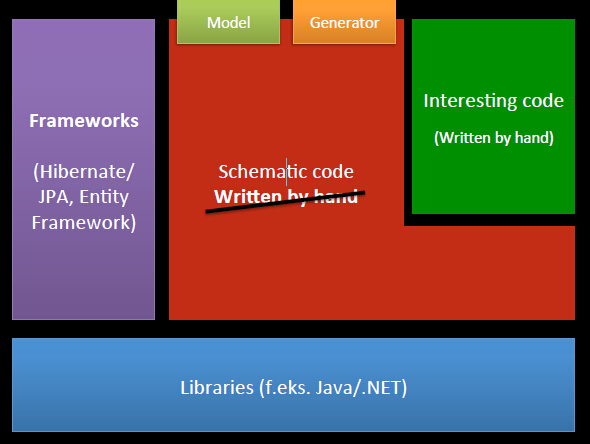 Model
Generator
Frameworks
(Hibernate/
JPA, Entity
Framework)
Schematic code
Written by hand
Interesting code
(Written by hand)
Libraries (f.eks. Java/.NET)